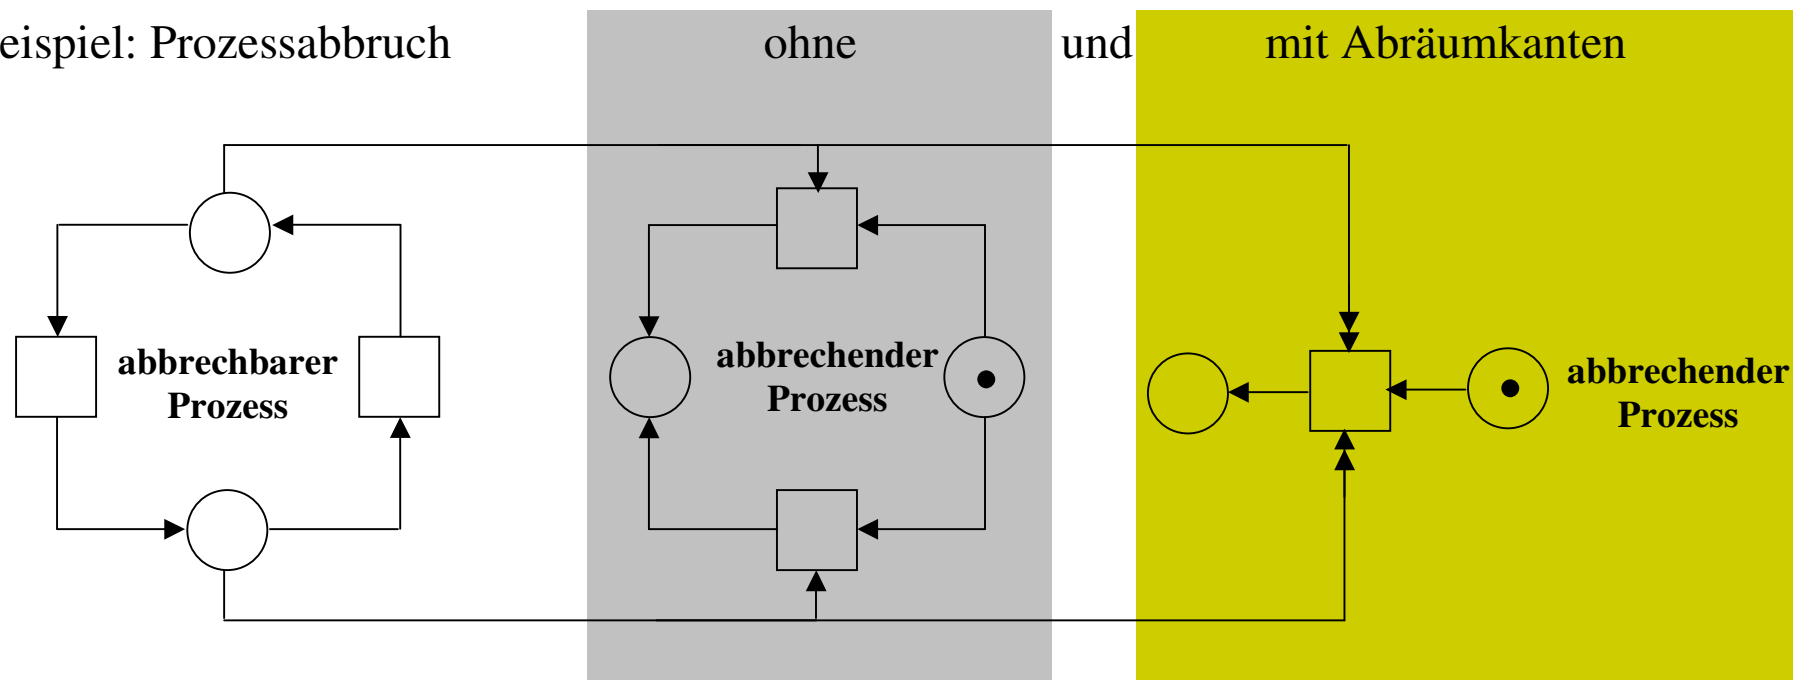 eispiel: Prozessabbruch ohne und mit Abräumkanten
abbrechbarer
Prozess
abbrechender
Prozess
abbrechender
Prozess